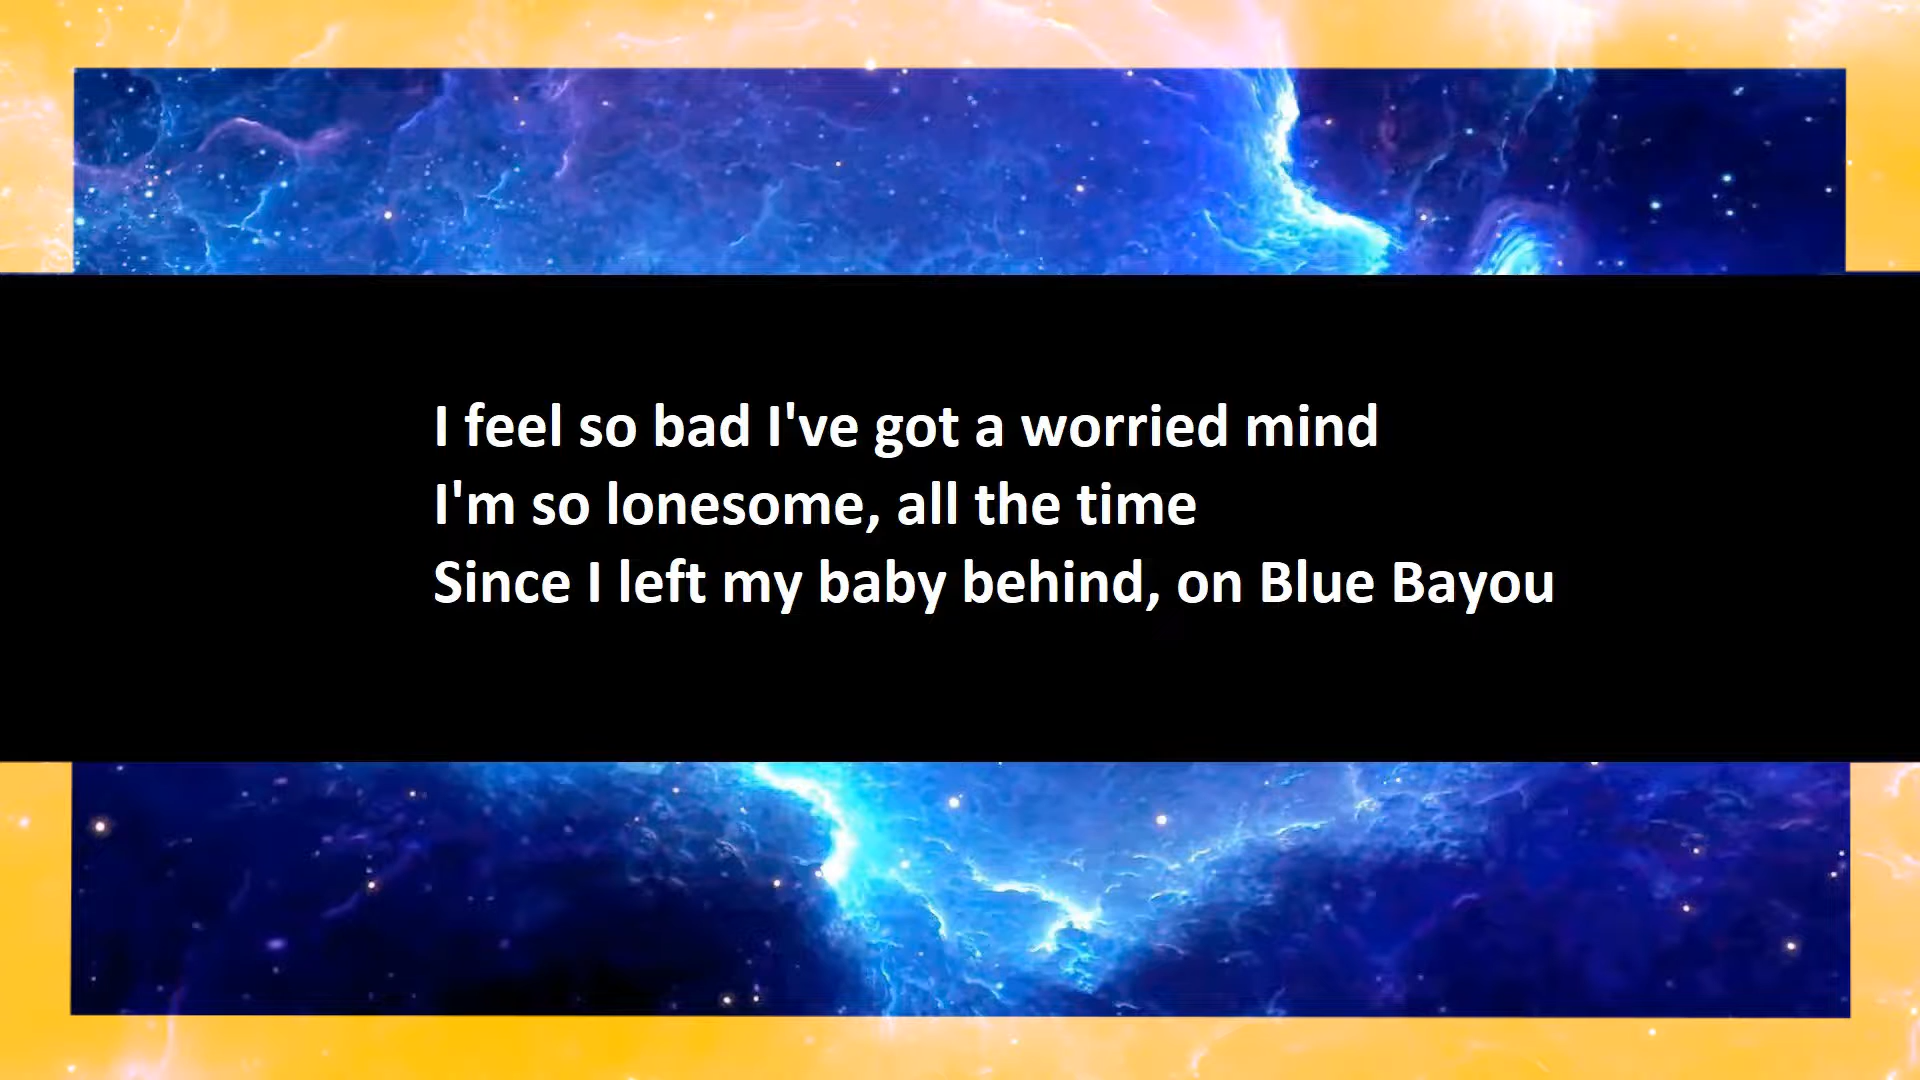 I feel so bad I've got a worried mind
I'm so lonesome, all the time
Since I left my baby behind, on Blue Bayou